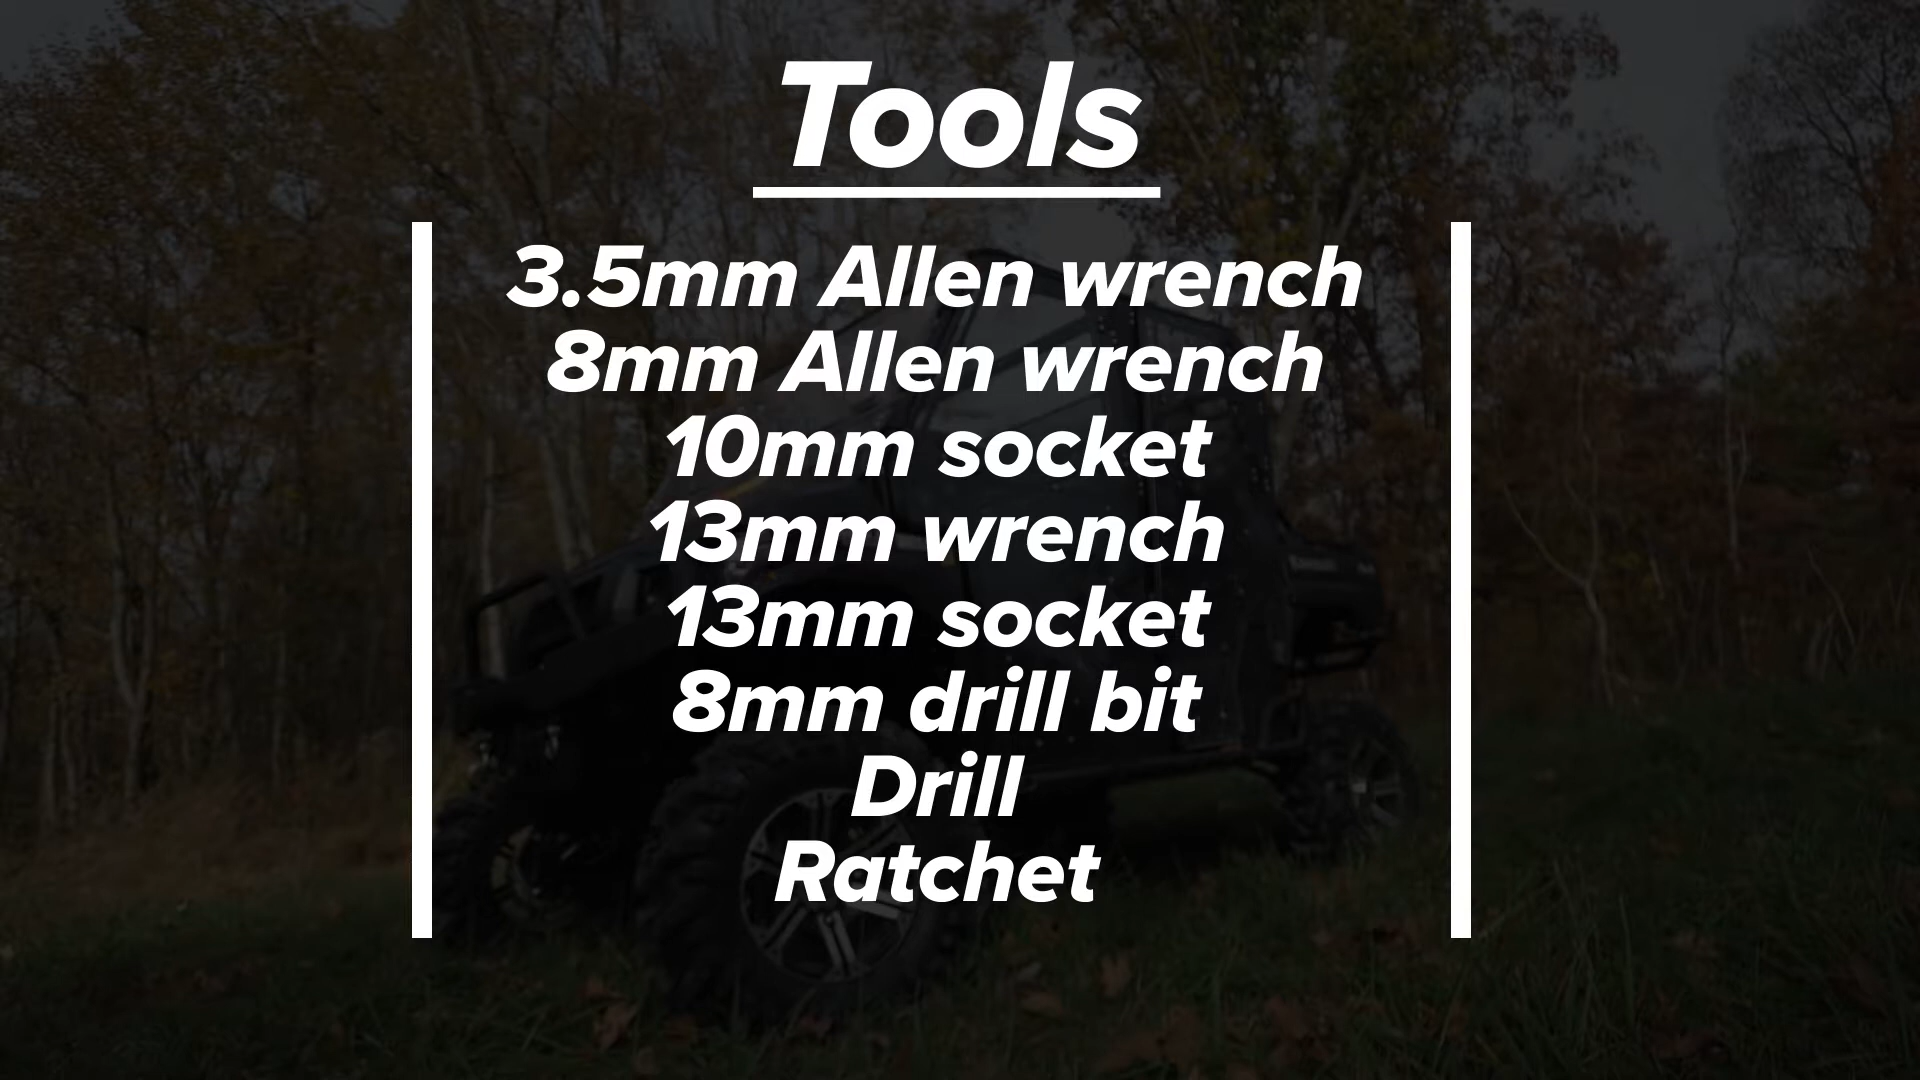 Tools
3.5mm Allen wrench
8mm Allen wrench
10mm socket
13mm wrench
13mm socket
8mm drill bit
Drill
Ratchet